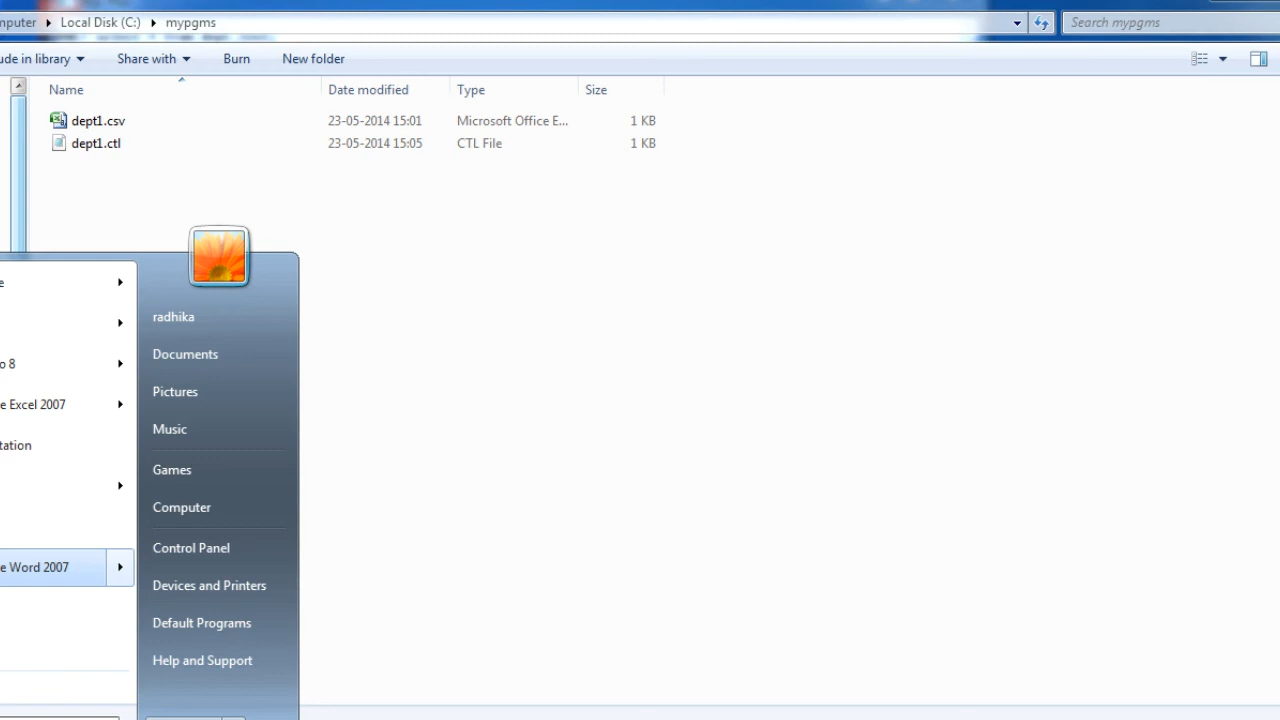 mputer Local Disk (C:) mypgms Search mypgms
ude in library Share with Burn New folder
Name Date modified Type Size
dept1.csv 23-05-2014 15:01 Microsoft Office E... 1 KB
dept1.ctl 23-05-2014 15:05 CTL File 1 KB
e
radhika
Documents
o 8
Pictures
e Excel 2007
Music
tation
Games
Computer
Control Panel
e Word 2007
Devices and Printers
Default Programs
Help and Support